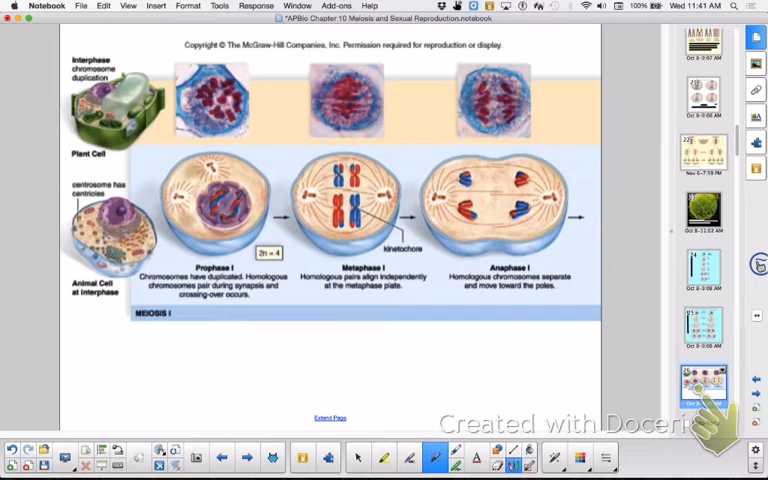 Notebook File Edit View Insert Format Tools Window Add-ons Help
100% Wed 11:41 AM
*APBio Chapter 10 Meiosis and Sexual Reproduction.notebook
Copyright © The McGraw-Hill Companies, Inc. Permission required for reproduction or display.
Interphase
chromosome
duplication
Plant Cell
centrosome has
centrioles
Animal Cell
at Interphase
2n = 4
kinetochore
Prophase I
Chromosomes have duplicated. Homologous
chromosomes pair during synapsis and
crossing-over occurs.
Metaphase I
Homologous pairs align independently
at the metaphase plate.
Anaphase I
Homologous chromosomes separate
and move toward the poles.
MEIOSIS I
Extend Page
Oct 8-9:07 AM
Oct 8-9:08 AM
22
Nov 6-7:59 PM
Oct 8-11:02 AM
24
Oct 8-9:08 AM
25
Oct 8-9:08 AM
26
Created with Doceri